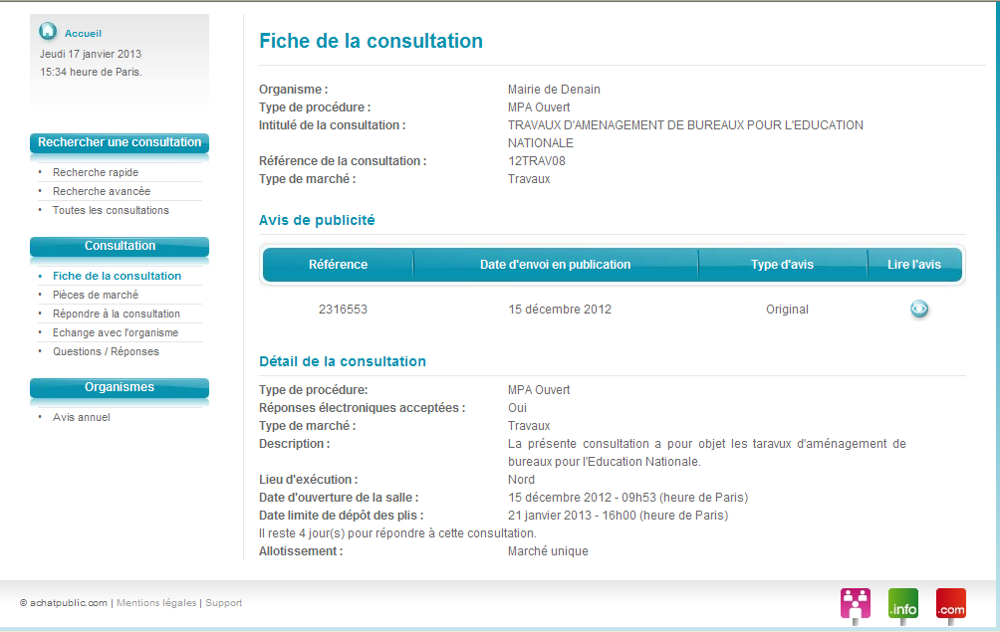 Accueil
Jeudi 17 janvier 2013
15:34 heure de Paris.
Rechercher une consultation
• Recherche rapide
• Recherche avancée
• Toutes les consultations
Consultation
• Fiche de la consultation
• Pièces de marché
• Répondre à la consultation
• Echange avec l'organisme
• Questions / Réponses
Organismes
• Avis annuel
Fiche de la consultation
Organisme : Mairie de Denain
Type de procédure : MPA Ouvert
Intitulé de la consultation : TRAVAUX D'AMENAGEMENT DE BUREAUX POUR L'EDUCATION
NATIONALE
Référence de la consultation : 12TRAV08
Type de marché : Travaux
Avis de publicité
Référence Date d'envoi en publication Type d'avis Lire l'avis
2316553 15 décembre 2012 Original
Détail de la consultation
Type de procédure: MPA Ouvert
Réponses électroniques acceptées : Oui
Type de marché : Travaux
Description : La présente consultation a pour objet les taravux d'aménagement de
bureaux pour l'Education Nationale.
Lieu d'exécution : Nord
Date d'ouverture de la salle : 15 décembre 2012 - 09h53 (heure de Paris)
Date limite de dépôt des plis : 21 janvier 2013 - 16h00 (heure de Paris)
Il reste 4 jour(s) pour répondre à cette consultation.
Allotissement : Marché unique
© achatpublic.com | Mentions légales | Support
.info
.com